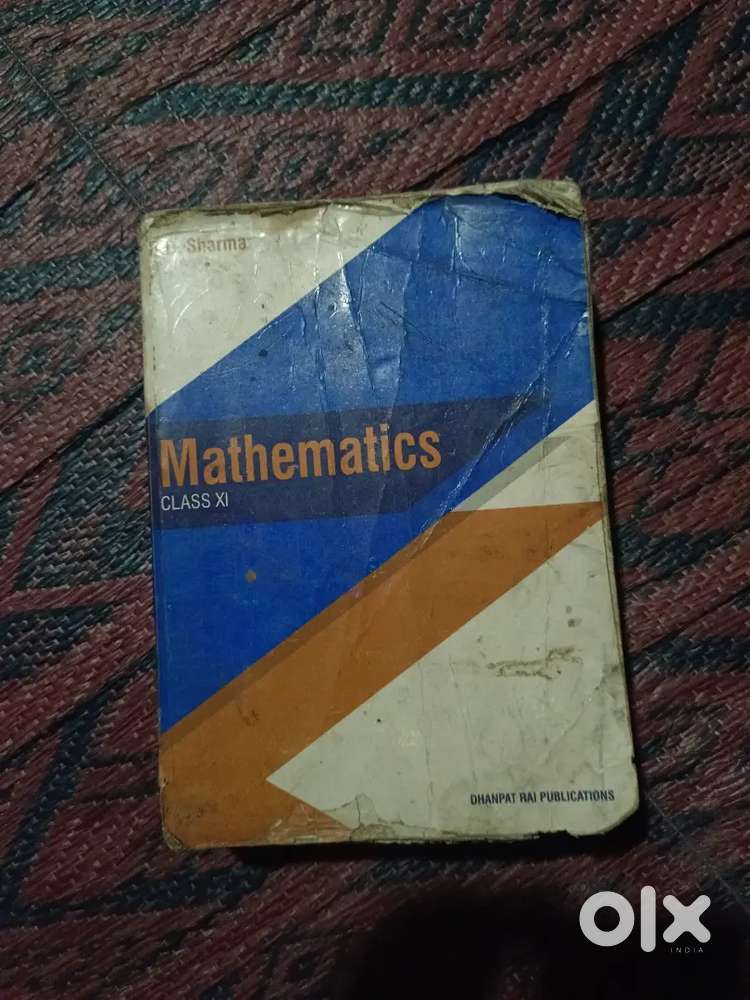 Sharma
Mathematics
CLASS XI
DHANPAT RAI PUBLICATIONS
olx
INDIA